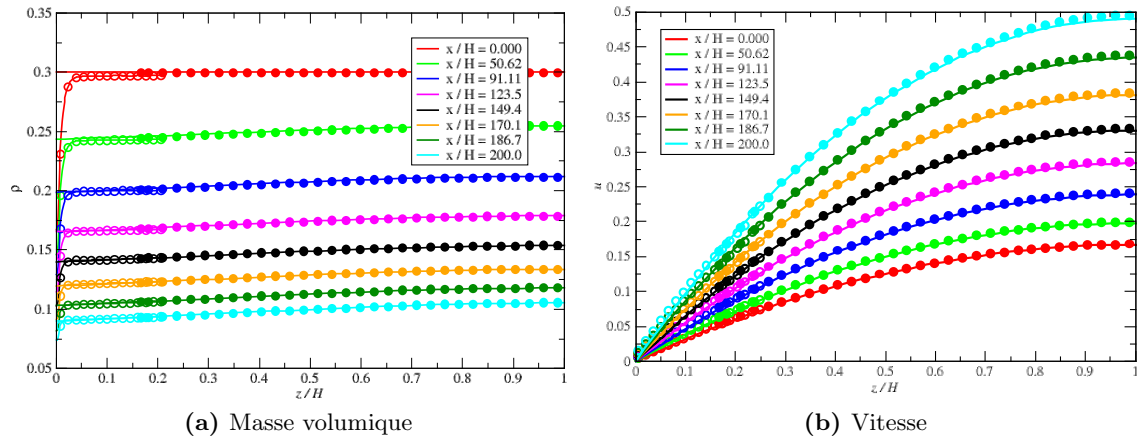 0.35
0.3
0.25
0.2
0.15
0.1
0.05
ρ
x / H = 0.000
x / H = 50.62
x / H = 91.11
x / H = 123.5
x / H = 149.4
x / H = 170.1
x / H = 186.7
x / H = 200.0
0 0.1 0.2 0.3 0.4 0.5 0.6 0.7 0.8 0.9 1
z / H
(a) Masse volumique
0.5
0.45
0.4
0.35
0.3
0.25
0.2
0.15
0.1
0.05
0
u
x / H = 0.000
x / H = 50.62
x / H = 91.11
x / H = 123.5
x / H = 149.4
x / H = 170.1
x / H = 186.7
x / H = 200.0
0 0.1 0.2 0.3 0.4 0.5 0.6 0.7 0.8 0.9 1
z / H
(b) Vitesse